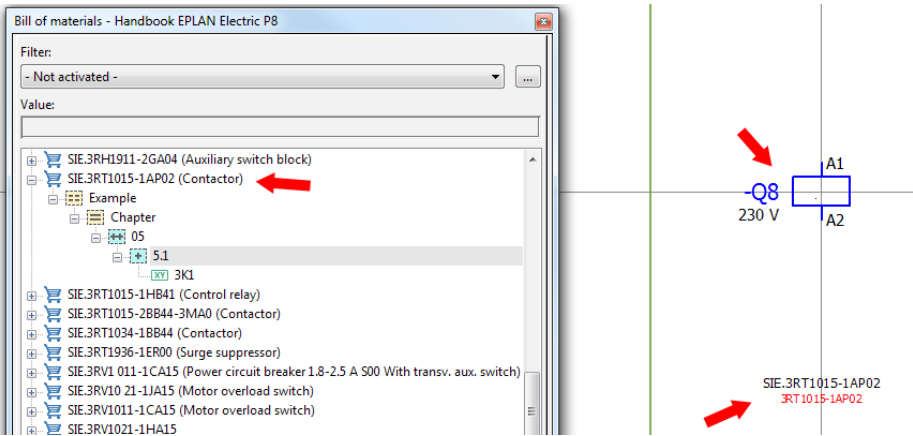 Bill of materials - Handbook EPLAN Electric P8
Filter:
- Not activated -
...
Value:
SIE.3RH1911-2GA04 (Auxiliary switch block)
SIE.3RT1015-1AP02 (Contactor)
Example
Chapter
05
5.1
XY 3K1
SIE.3RT1015-1HB41 (Control relay)
SIE.3RT1015-2BB44-3MA0 (Contactor)
SIE.3RT1034-1BB44 (Contactor)
SIE.3RT1936-1ER00 (Surge suppressor)
SIE.3RV1 011-1CA15 (Power circuit breaker 1.8-2.5 A S00 With transv. aux. switch)
SIE.3RV10 21-1JA15 (Motor overload switch)
SIE.3RV1011-1CA15 (Motor overload switch)
SIE.3RV1021-1HA15
A1
-Q8
230 V
A2
SIE.3RT1015-1AP02
3RT1015-1AP02